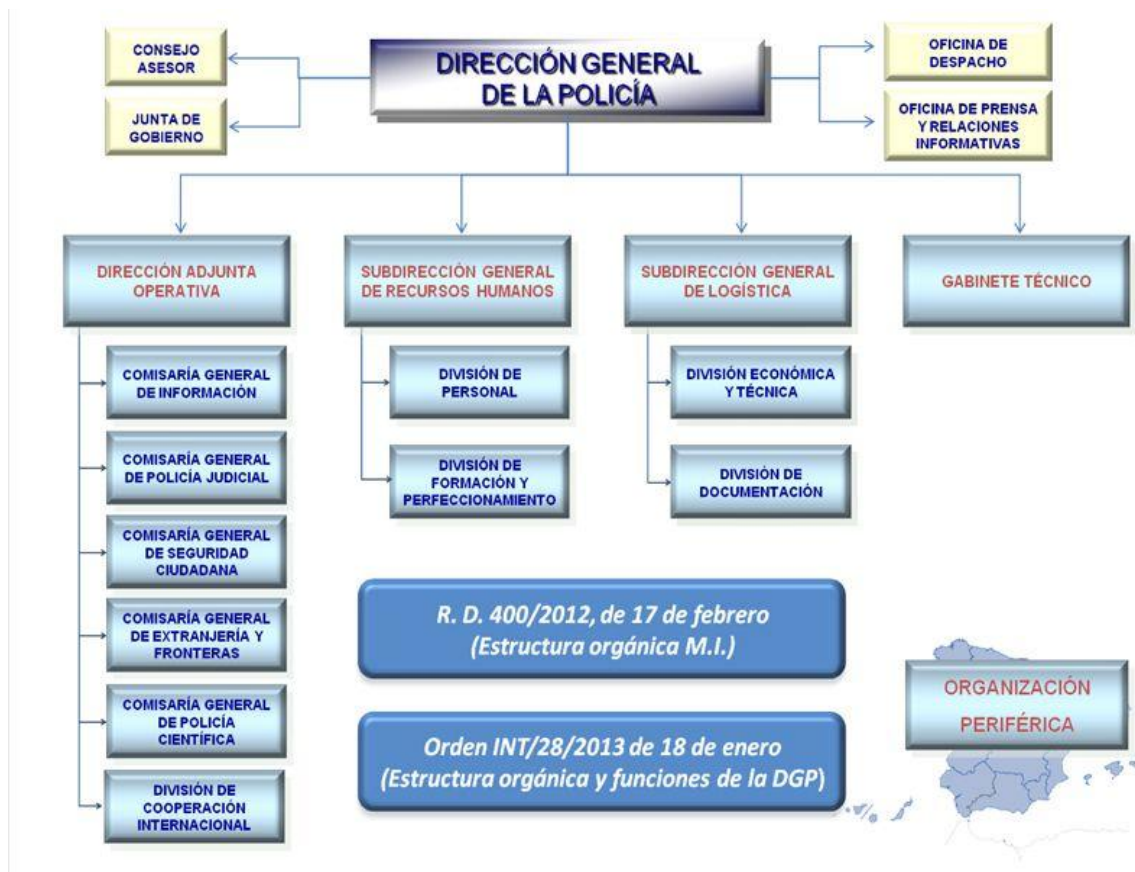 CONSEJO
ASESOR
JUNTA DE
GOBIERNO
DIRECCIÓN GENERAL
DE LA POLICÍA
OFICINA DE
DESPACHO
OFICINA DE PRENSA
Y RELACIONES
INFORMATIVAS
DIRECCIÓN ADJUNTA
OPERATIVA
SUBDIRECCIÓN GENERAL
DE RECURSOS HUMANOS
SUBDIRECCIÓN GENERAL
DE LOGÍSTICA
GABINETE TÉCNICO
COMISARÍA GENERAL
DE INFORMACIÓN
COMISARÍA GENERAL
DE POLICÍA JUDICIAL
COMISARÍA GENERAL
DE SEGURIDAD
CIUDADANA
COMISARÍA GENERAL
DE EXTRANJERÍA Y
FRONTERAS
COMISARÍA GENERAL
DE POLICÍA
CIENTÍFICA
DIVISIÓN DE
COOPERACIÓN
INTERNACIONAL
DIVISIÓN DE
PERSONAL
DIVISIÓN DE
FORMACIÓN Y
PERFECCIONAMIENTO
DIVISIÓN ECONÓMICA
Y TÉCNICA
DIVISIÓN DE
DOCUMENTACIÓN
R. D. 400/2012, de 17 de febrero
(Estructura orgánica M.I.)
Orden INT/28/2013 de 18 de enero
(Estructura orgánica y funciones de la DGP)
ORGANIZACIÓN
PERIFÉRICA